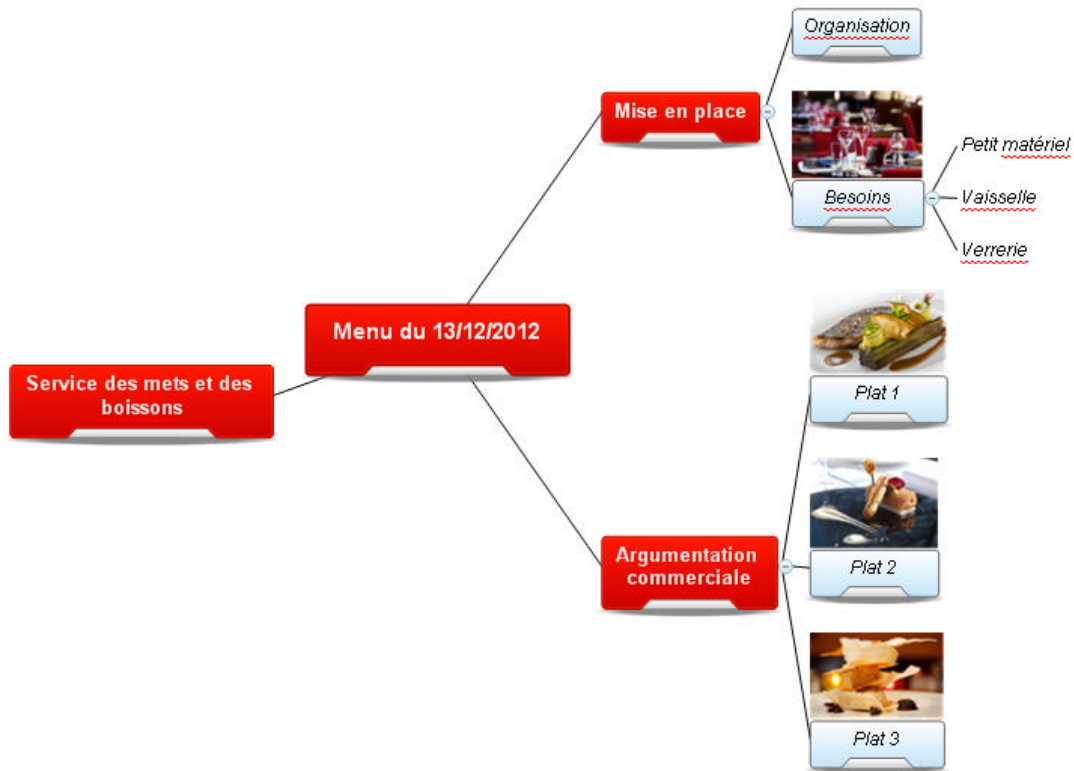 Organisation
Mise en place
Besoins
Petit matériel
Vaisselle
Verrerie
Menu du 13/12/2012
Service des mets et des
boissons
Plat 1
Argumentation
commerciale
Plat 2
Plat 3